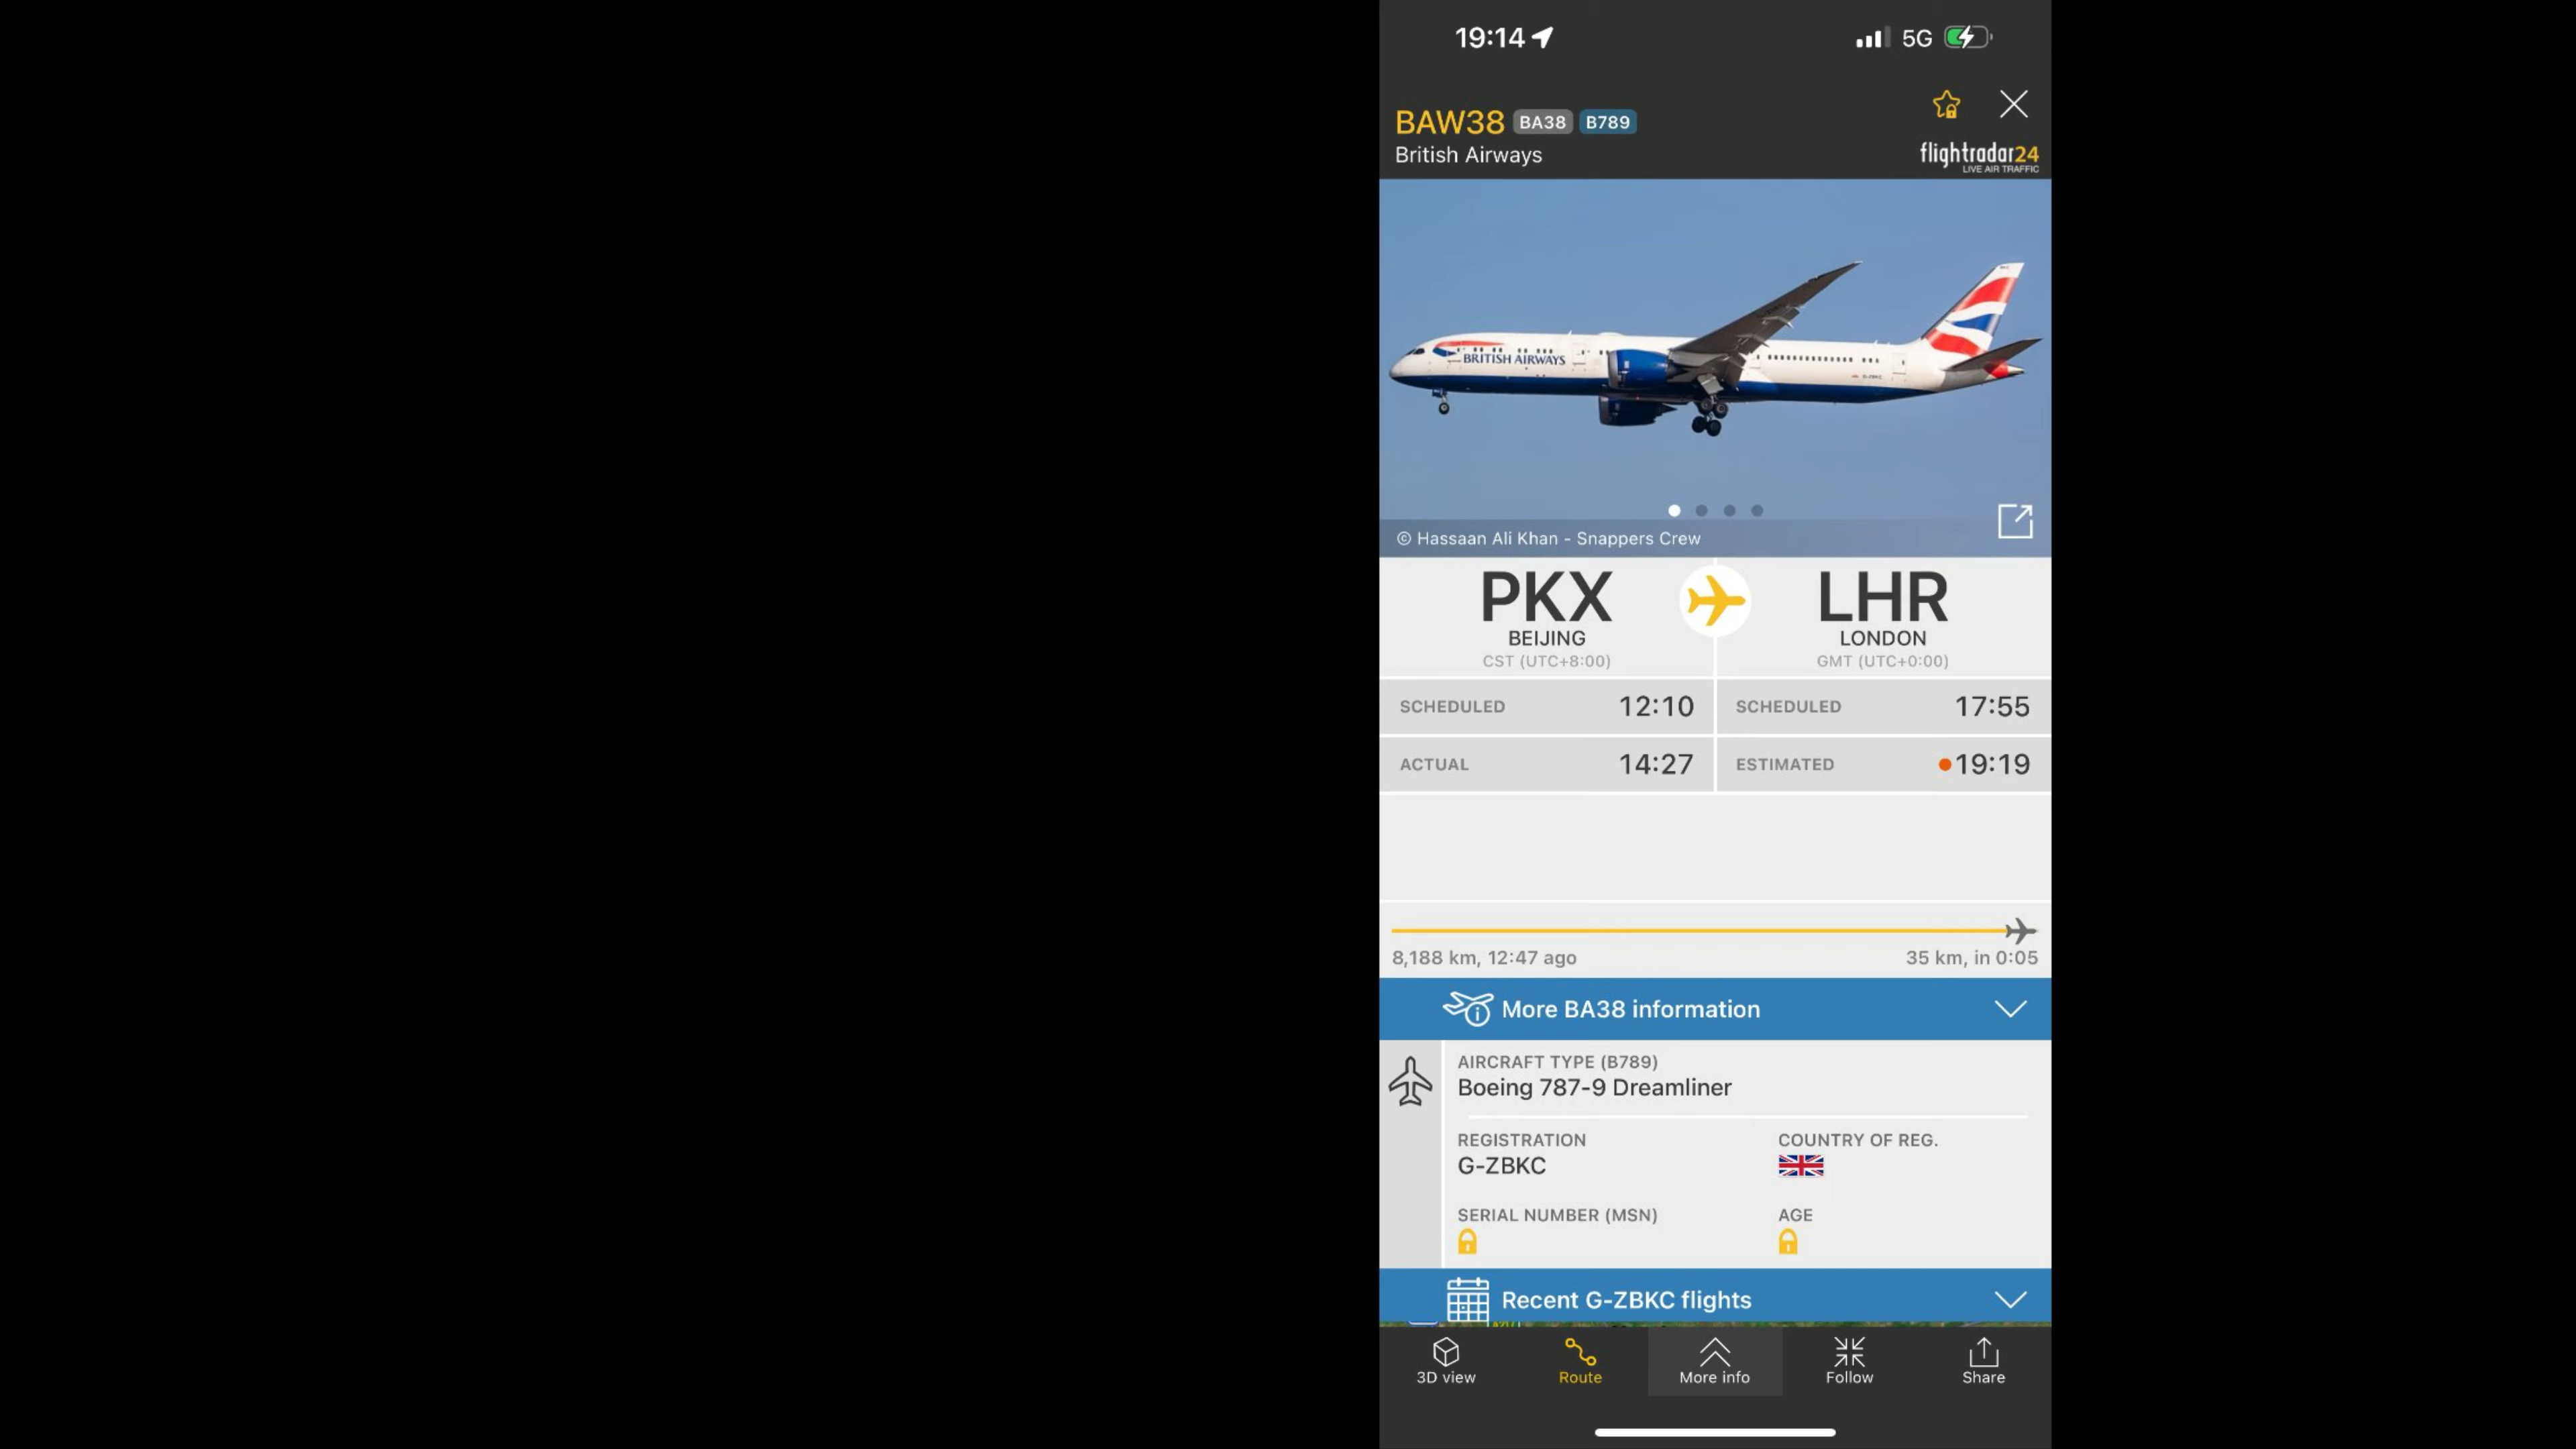 19:14
5G
BAW38 BA38 B789
British Airways
flightradar24
LIVE AIR TRAFFIC
BRITISH AIRWAYS
© Hassaan Ali Khan - Snappers Crew
PKX LHR
BEIJING LONDON
CST (UTC+8:00) GMT (UTC+0:00)
SCHEDULED 12:10 SCHEDULED 17:55
ACTUAL 14:27 ESTIMATED 19:19
8,188 km, 12:47 ago 35 km, in 0:05
More BA38 information
AIRCRAFT TYPE (B789)
Boeing 787-9 Dreamliner
REGISTRATION COUNTRY OF REG.
G-ZBKC
SERIAL NUMBER (MSN) AGE
Recent G-ZBKC flights
3D view Route More info Follow Share